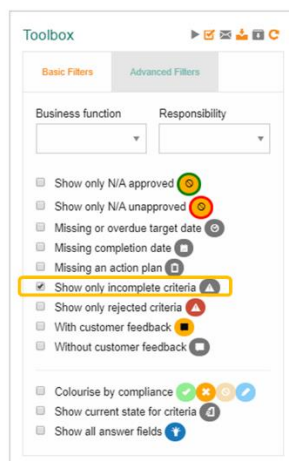 Toolbox
Basic Filters Advanced Filters
Business function Responsibility
Show only N/A approved
Show only N/A unapproved
Missing or overdue target date
Missing completion date
Missing an action plan
Show only incomplete criteria
Show only rejected criteria
With customer feedback
Without customer feedback
Colourise by compliance
Show current state for criteria
Show all answer fields